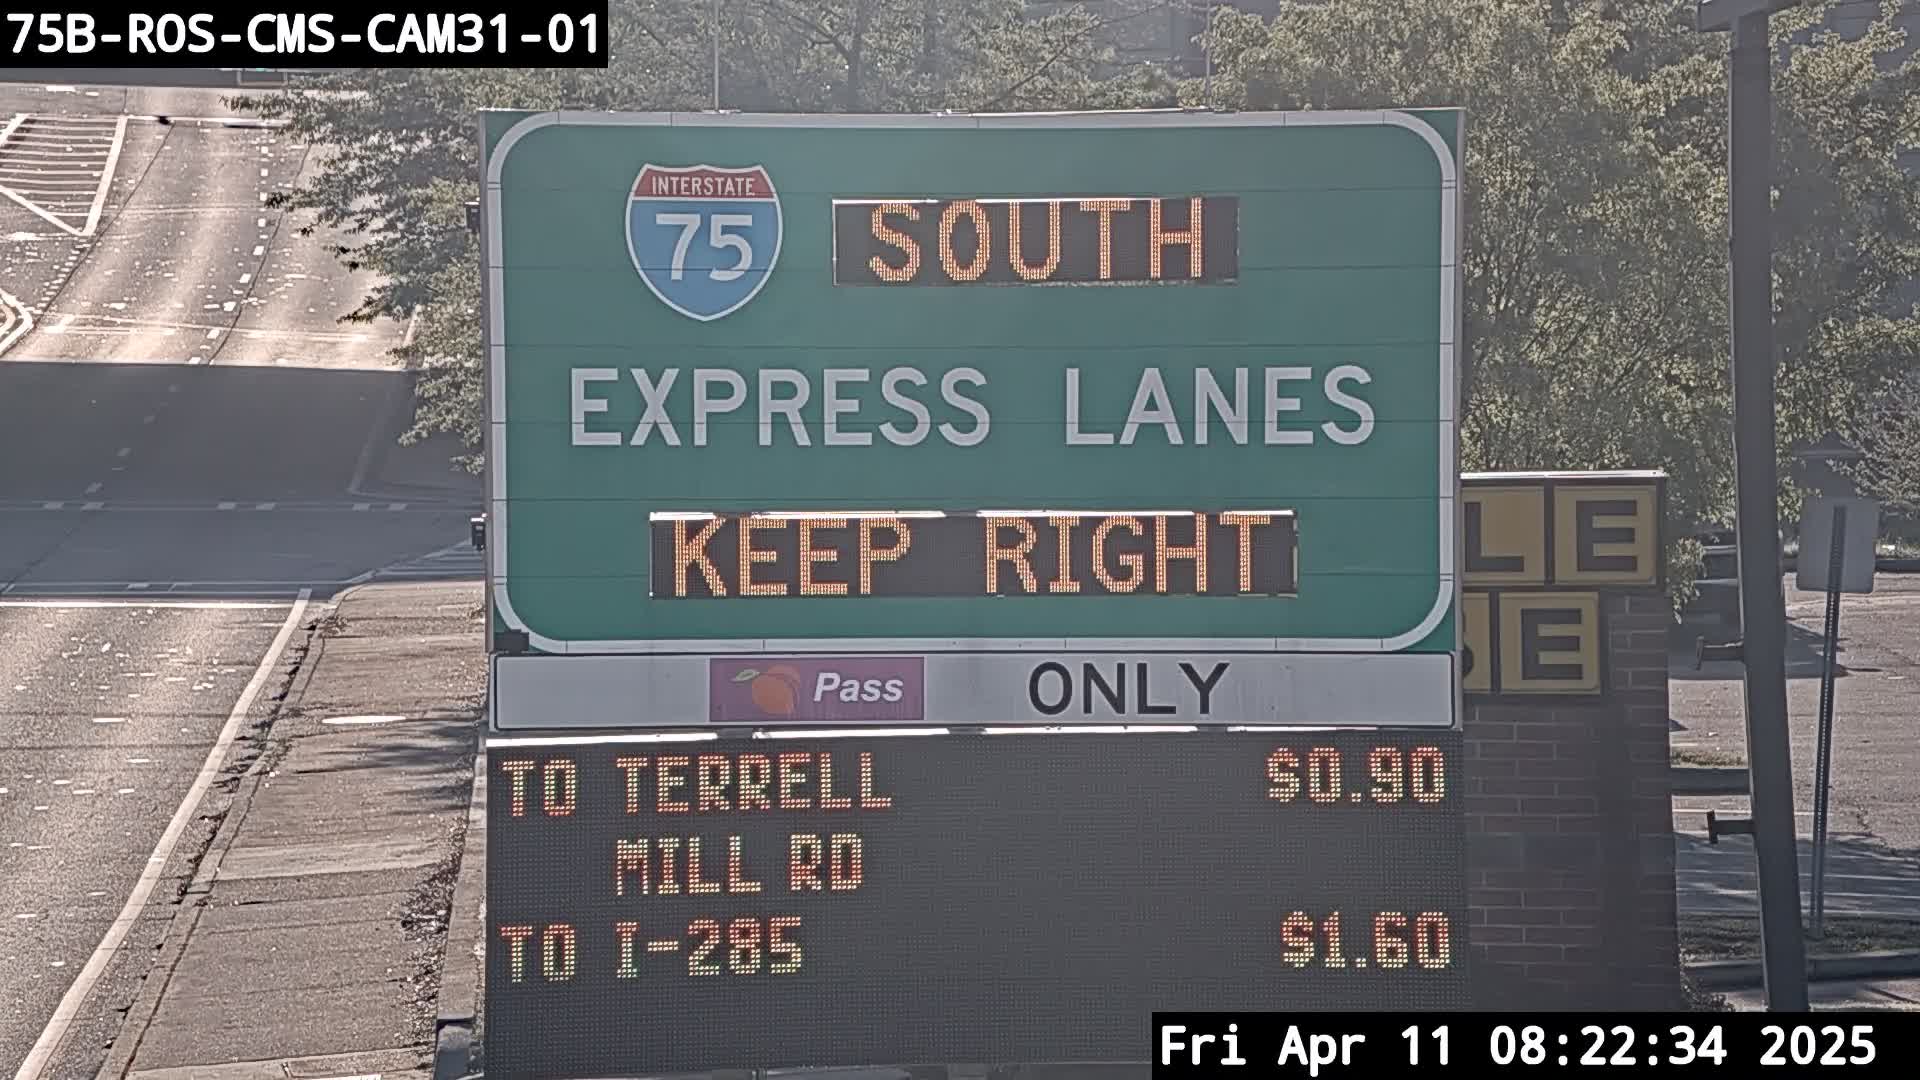 75B-ROS-CMS-CAM31-01
INTERSTATE
75
SOUTH
EXPRESS LANES
KEEP RIGHT
Pass ONLY
TO TERRELL $0.90
MILL RD
TO I-285 $1.60
LE
E
Fri Apr 11 08:22:34 2025